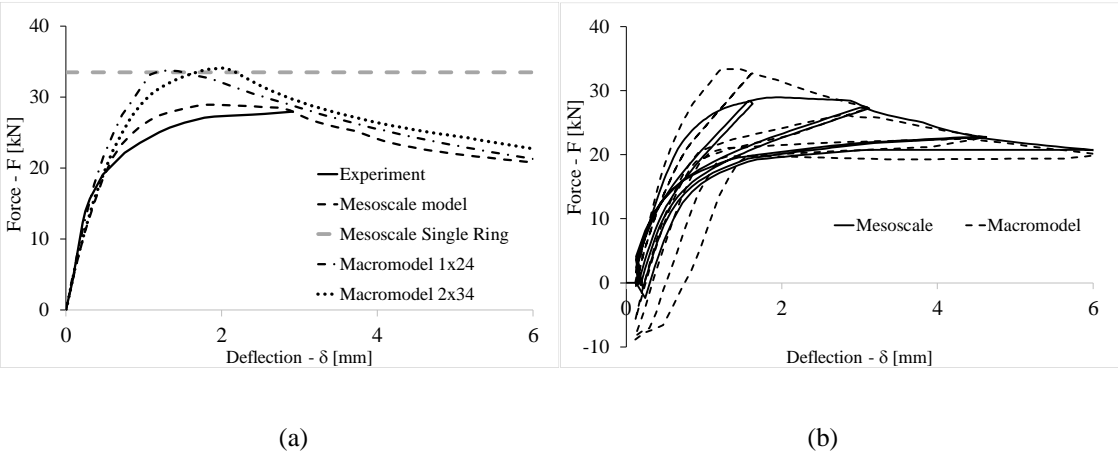 40
30
20
10
0
Force - F [kN]
Experiment
Mesoscale model
Mesoscale Single Ring
Macromodel 1x24
Macromodel 2x34
0 2 4 6
Deflection - δ [mm]
(a)
40
30
20
10
0
-10
Force - F [kN]
Mesoscale Macromodel
0 2 4 6
Deflection - δ [mm]
(b)